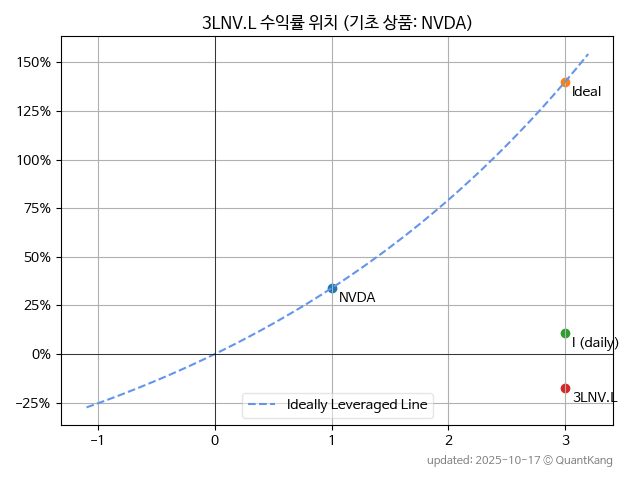 3LNV.L 수익률 위치 (기초 상품: NVDA)
150%
125%
100%
75%
50%
25%
0%
−25%
Ideal
NVDA
I (daily)
3LNV.L
Ideally Leveraged Line
−1
0
1
2
3
updated: 2025-10-17 © QuantKang